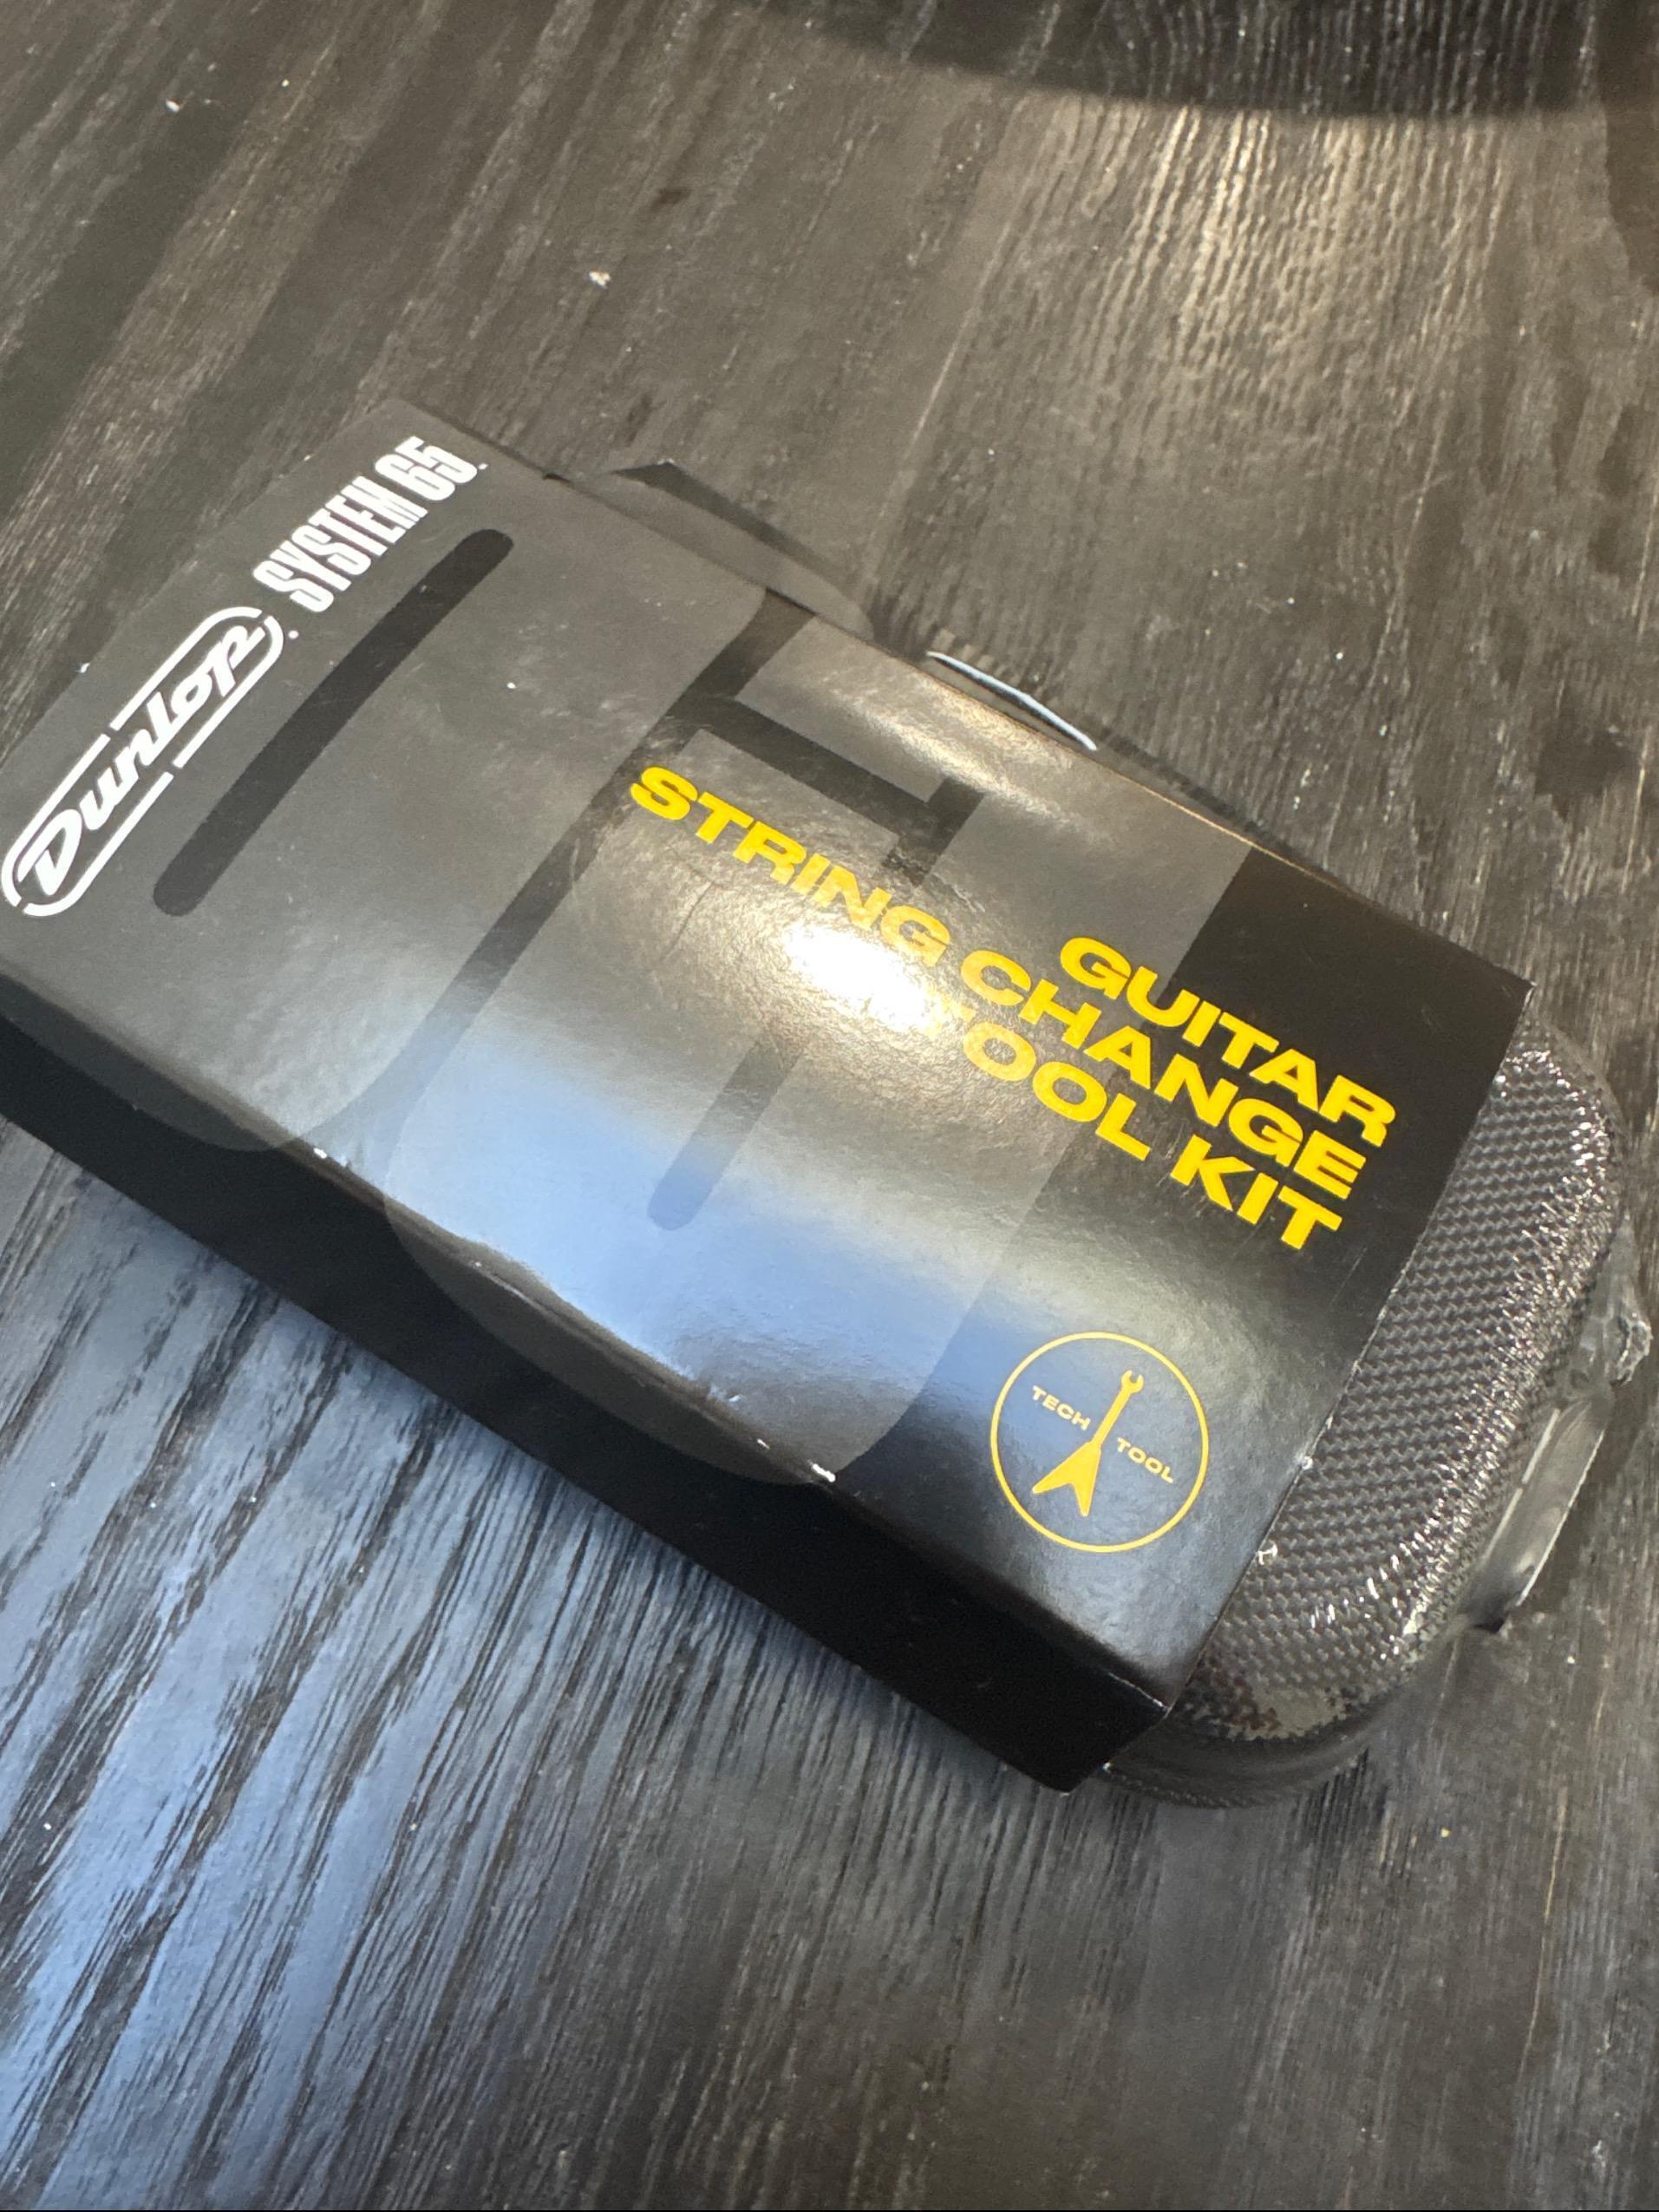 Dunlop. SYSTEM 65.
GUITAR
STRING CHANGE
TOOL KIT
TECH TOOL